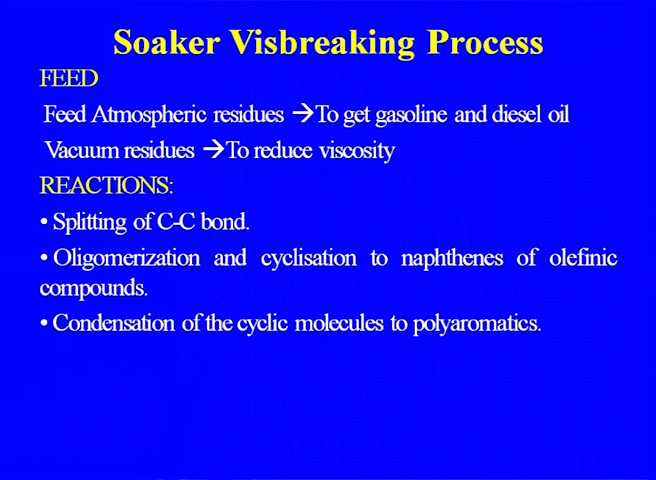 Soaker Visbreaking Process
FEED
Feed Atmospheric residues →To get gasoline and diesel oil
Vacuum residues →To reduce viscosity
REACTIONS:
• Splitting of C-C bond.
• Oligomerization and cyclisation to naphthenes of olefinic
compounds.
• Condensation of the cyclic molecules to polyaromatics.